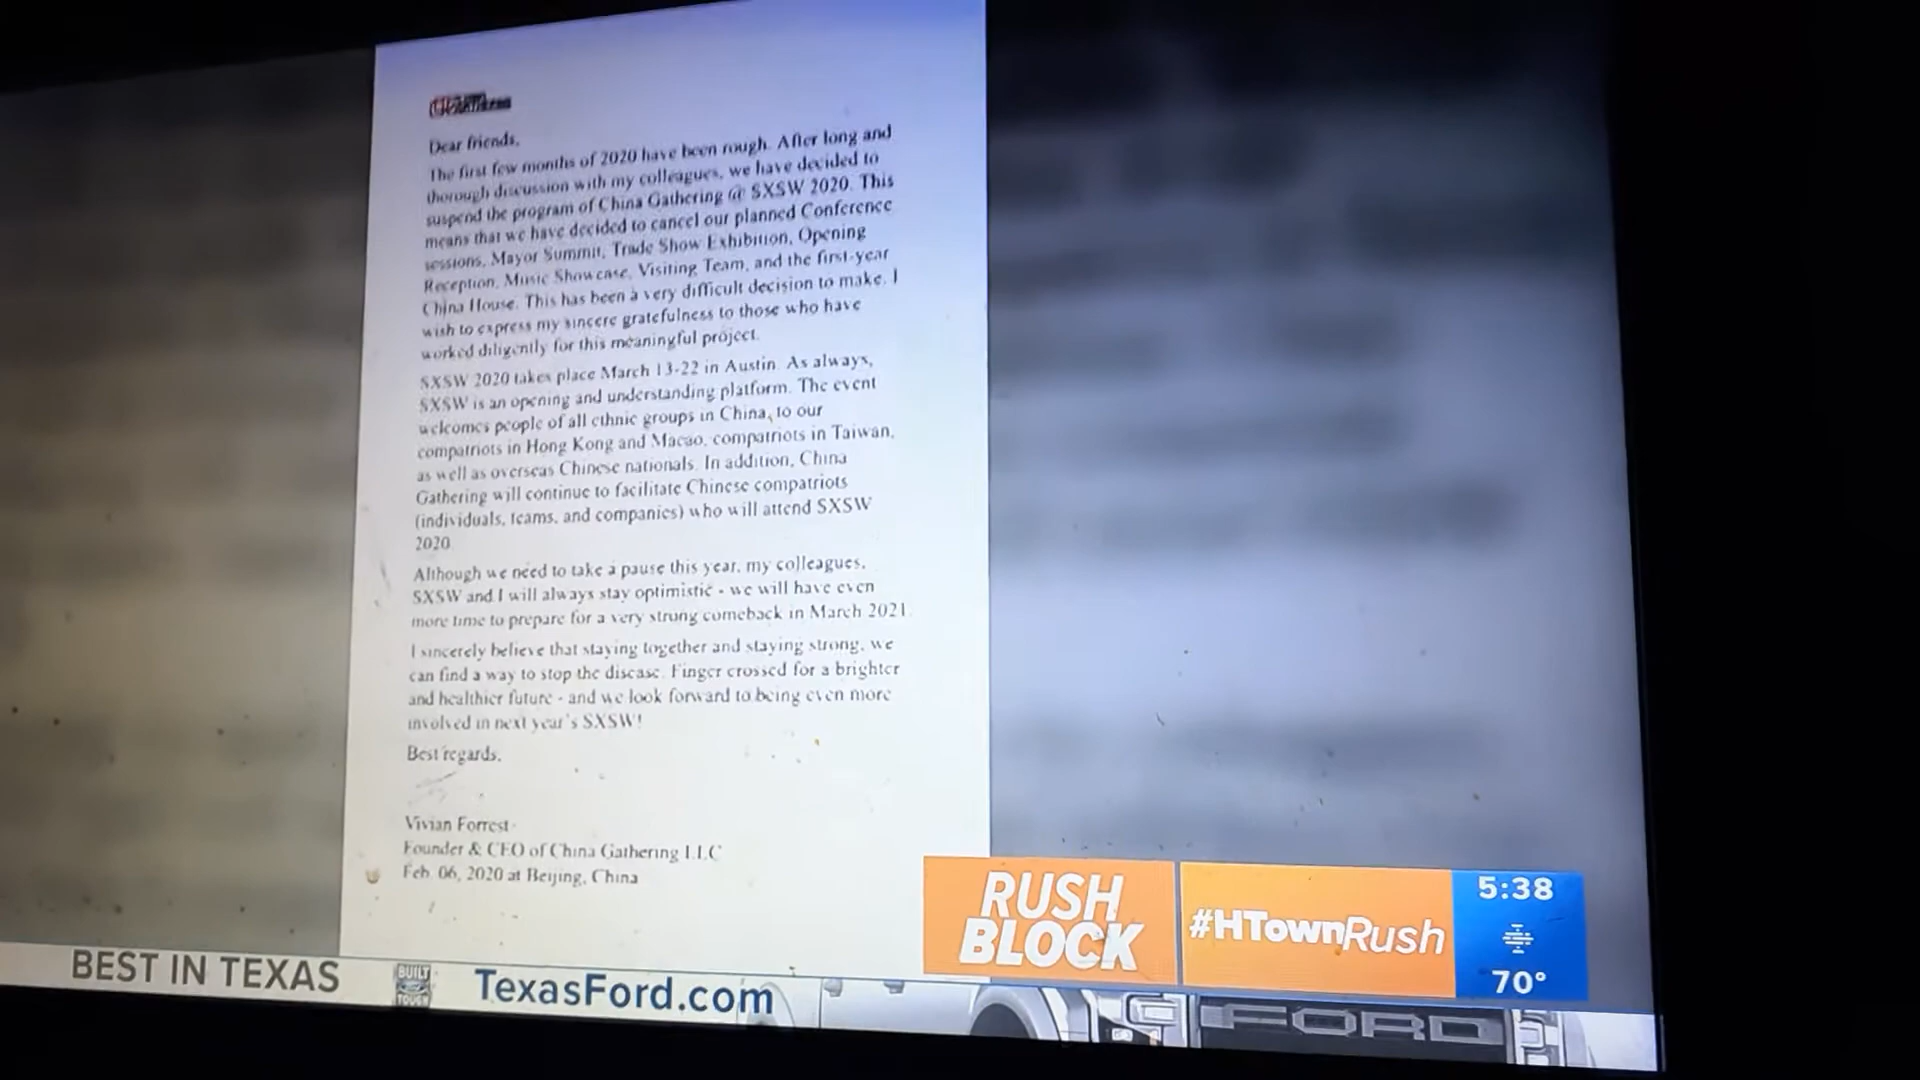 Dear friends,
The first few months of 2020 have been rough. After long and
thorough discussion with my colleagues, we have decided to
suspend the program of China Gathering @ SXSW 2020. This
means that we have decided to cancel our planned Conference
sessions, Mayor Summit, Trade Show Exhibition, Opening
Reception, Music Showcase, Visiting Team, and the first-year
China House. This has been a very difficult decision to make. I
wish to express my sincere gratefulness to those who have
worked diligently for this meaningful project.
SXSW 2020 takes place March 13-22 in Austin. As always,
SXSW is an opening and understanding platform. The event
welcomes people of all ethnic groups in China, to our
compatriots in Hong Kong and Macao, compatriots in Taiwan,
as well as overseas Chinese nationals. In addition, China
Gathering will continue to facilitate Chinese compatriots
(individuals, teams, and companies) who will attend SXSW
2020.
Although we need to take a pause this year, my colleagues,
SXSW and I will always stay optimistic - we will have even
more time to prepare for a very strong comeback in March 2021.
I sincerely believe that staying together and staying strong, we
can find a way to stop the disease. Finger crossed for a brighter
and healthier future - and we look forward to being even more
involved in next year's SXSW!
Best regards,
Vivian Forrest
Founder & CEO of China Gathering LLC
Feb. 06, 2020 at Beijing, China
RUSH
BLOCK
#HTownRush
5:38
70°
BEST IN TEXAS
BUILT
TOUGH
TexasFord.com
FORD